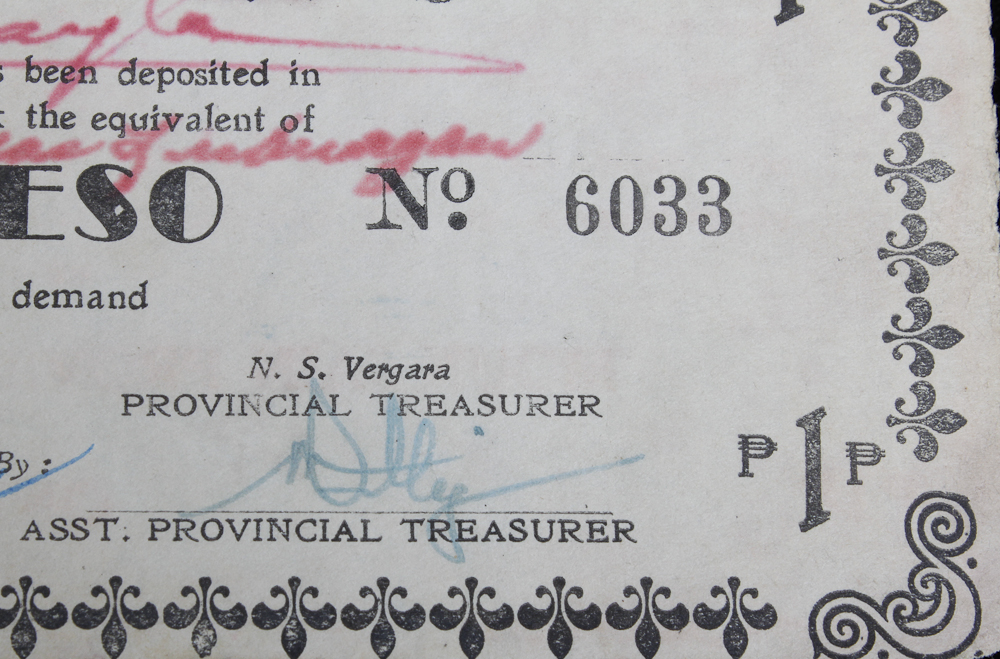 been deposited in
the equivalent of
ESO Nº 6033
demand
N. S. Vergara
PROVINCIAL TREASURER
₱ 1 ₱
By :
ASST: PROVINCIAL TREASURER